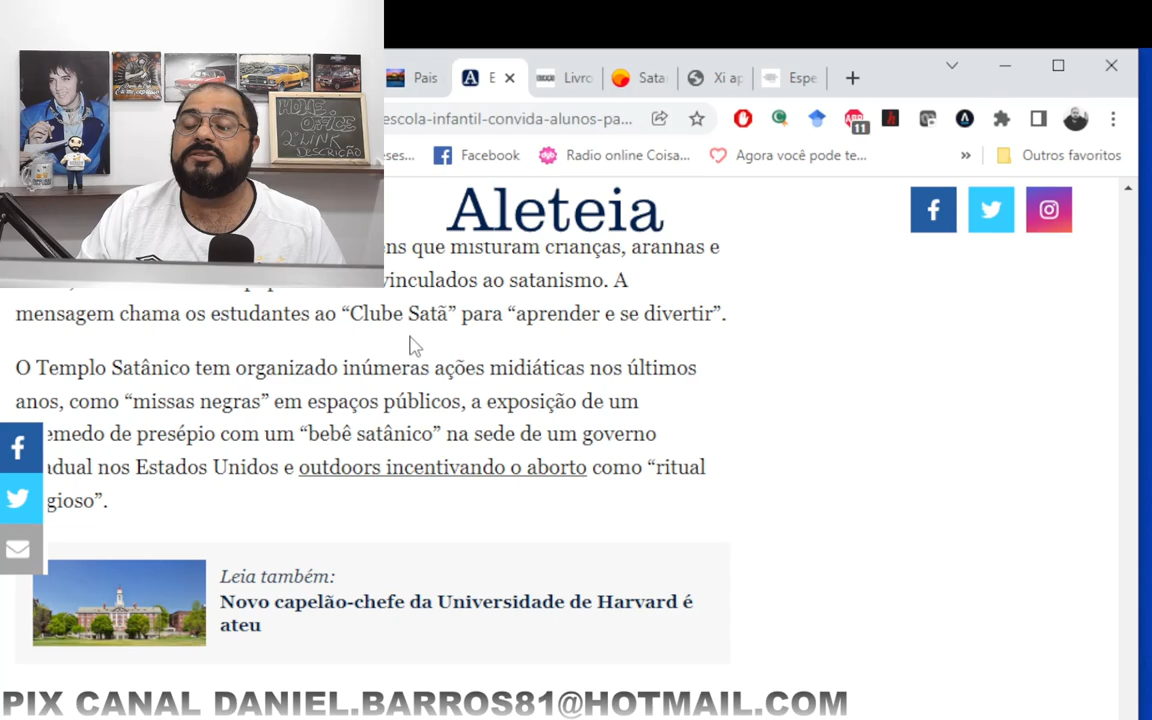 HOME
OFFICE
2º LINK
DESCRIÇÃO
Pais
E
Livro
Satai
Xi ap
Espe
escola-infantil-convida-alunos-pa...
11
eses...
Facebook
Radio online Coisa...
Agora você pode te...
»
Outros favoritos
Aleteia
ens que misturam crianças, aranhas e
vinculados ao satanismo. A
mensagem chama os estudantes ao “Clube Satã” para “aprender e se divertir”.
O Templo Satânico tem organizado inúmeras ações midiáticas nos últimos
anos, como “missas negras” em espaços públicos, a exposição de um
emedo de presépio com um “bebê satânico” na sede de um governo
adual nos Estados Unidos e outdoors incentivando o aborto como “ritual
gioso”.
Leia também:
Novo capelão-chefe da Universidade de Harvard é
ateu
PIX CANAL DANIEL.BARROS81@HOTMAIL.COM